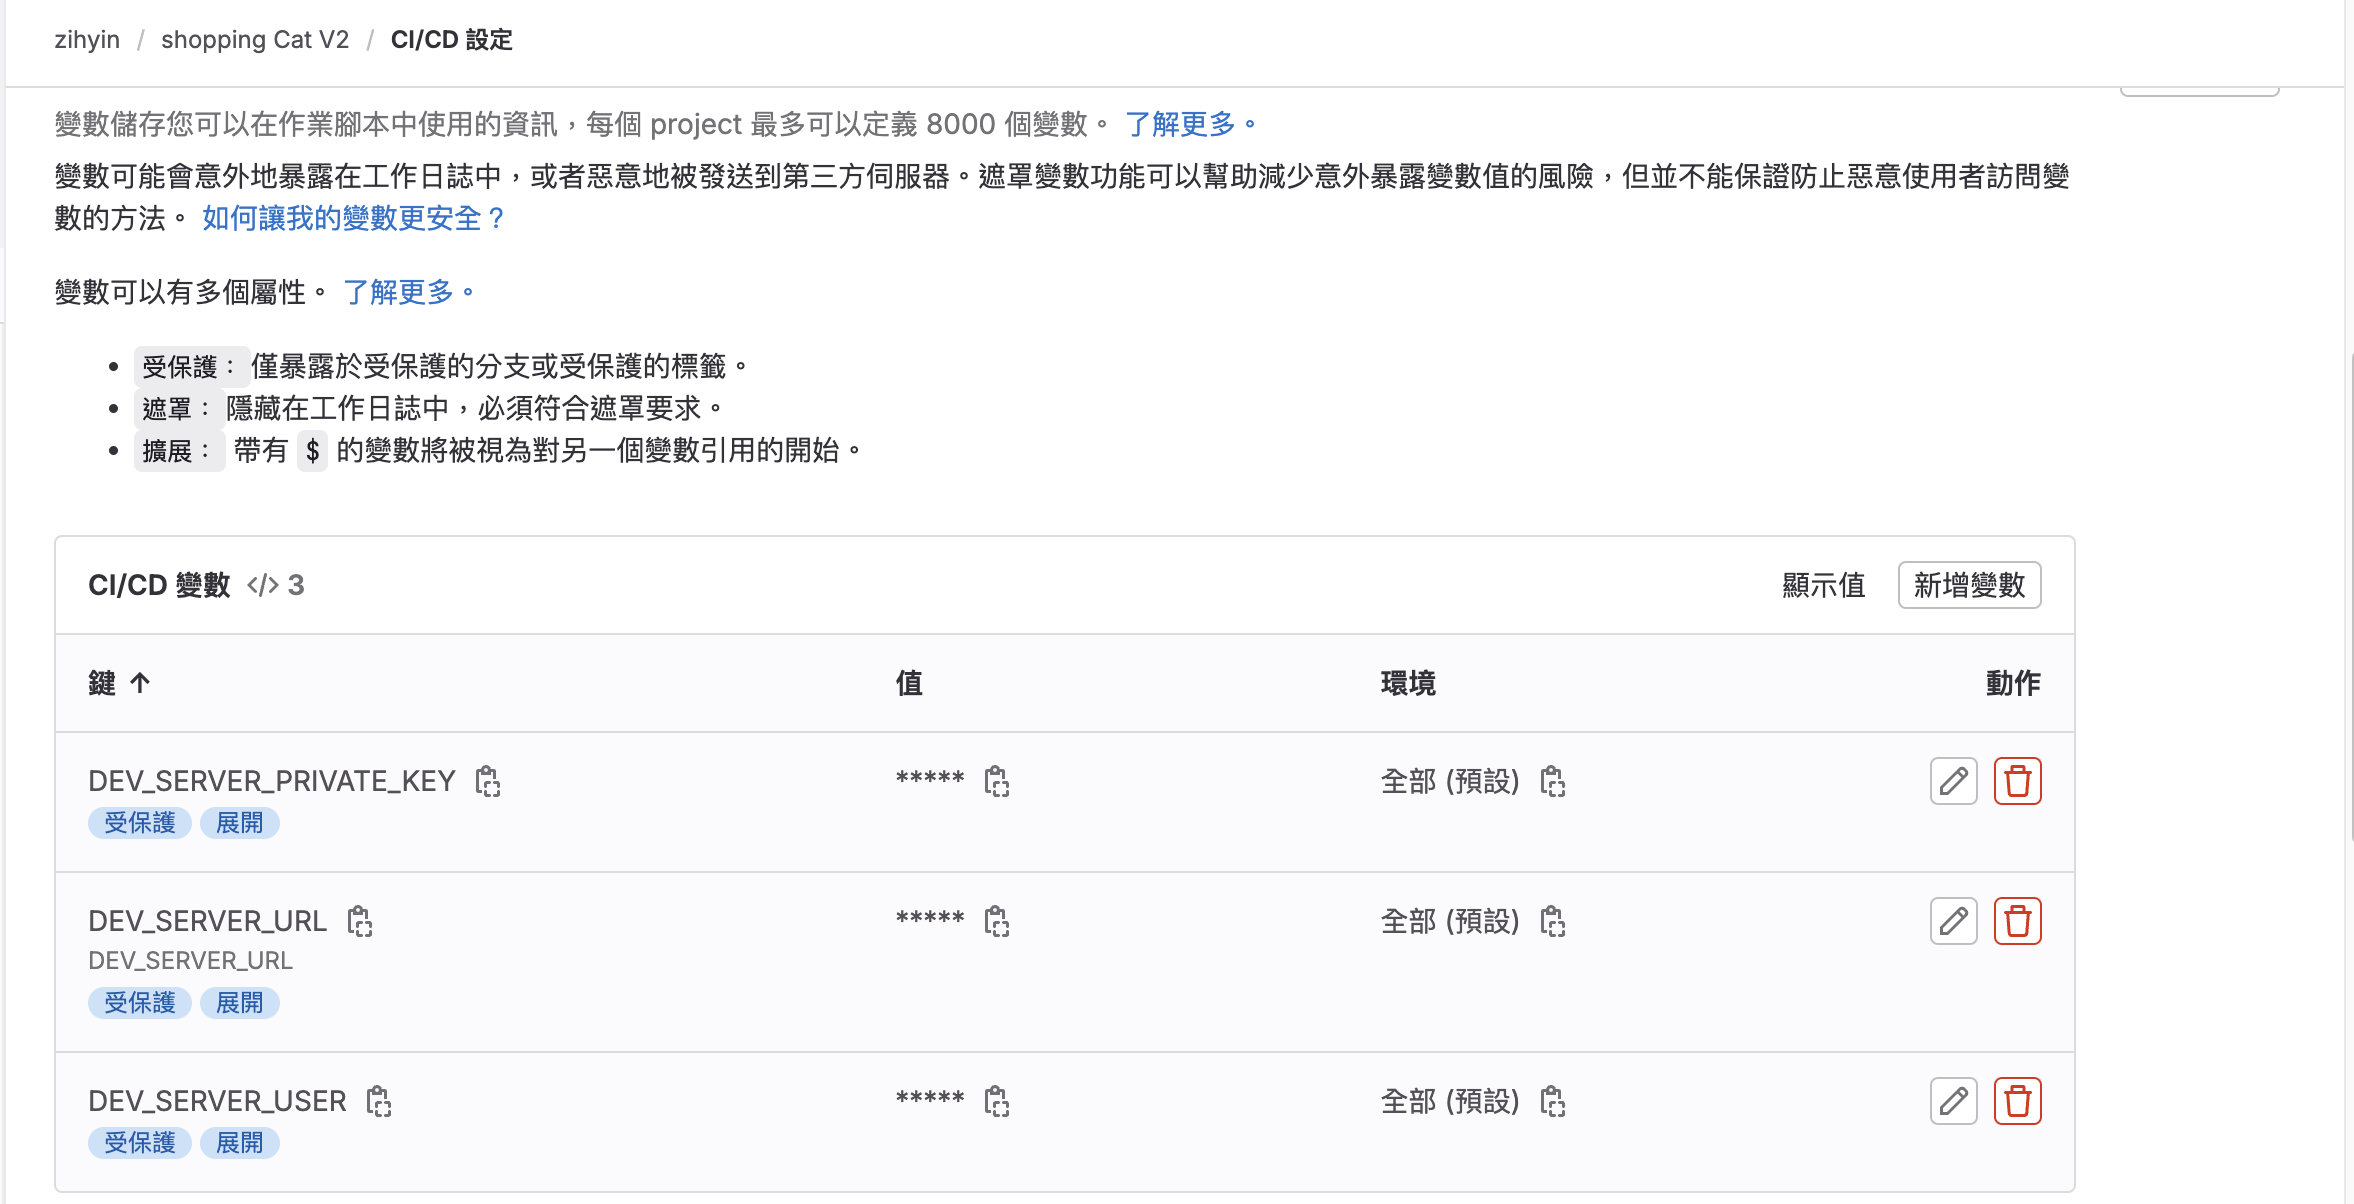 zihyin / shopping Cat V2 / CI/CD 設定
變數儲存您可以在作業腳本中使用的資訊，每個 project 最多可以定義 8000 個變數。 了解更多。
變數可能會意外地暴露在工作日誌中，或者惡意地被發送到第三方伺服器。遮罩變數功能可以幫助減少意外暴露變數值的風險，但並不能保證防止惡意使用者訪問變
數的方法。 如何讓我的變數更安全？
變數可以有多個屬性。 了解更多。
• 受保護： 僅暴露於受保護的分支或受保護的標籤。
• 遮罩： 隱藏在工作日誌中，必須符合遮罩要求。
• 擴展： 帶有 $ 的變數將被視為對另一個變數引用的開始。
CI/CD 變數 </> 3 顯示值 新增變數
鍵 ↑ 值 環境 動作
DEV_SERVER_PRIVATE_KEY ***** 全部 (預設)
受保護 展開
DEV_SERVER_URL ***** 全部 (預設)
DEV_SERVER_URL
受保護 展開
DEV_SERVER_USER ***** 全部 (預設)
受保護 展開